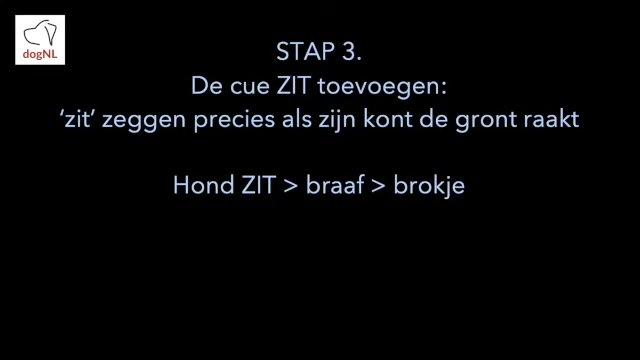 dogNL
STAP 3.
De cue ZIT toevoegen:
‘zit’ zeggen precies als zijn kont de gront raakt
Hond ZIT > braaf > brokje